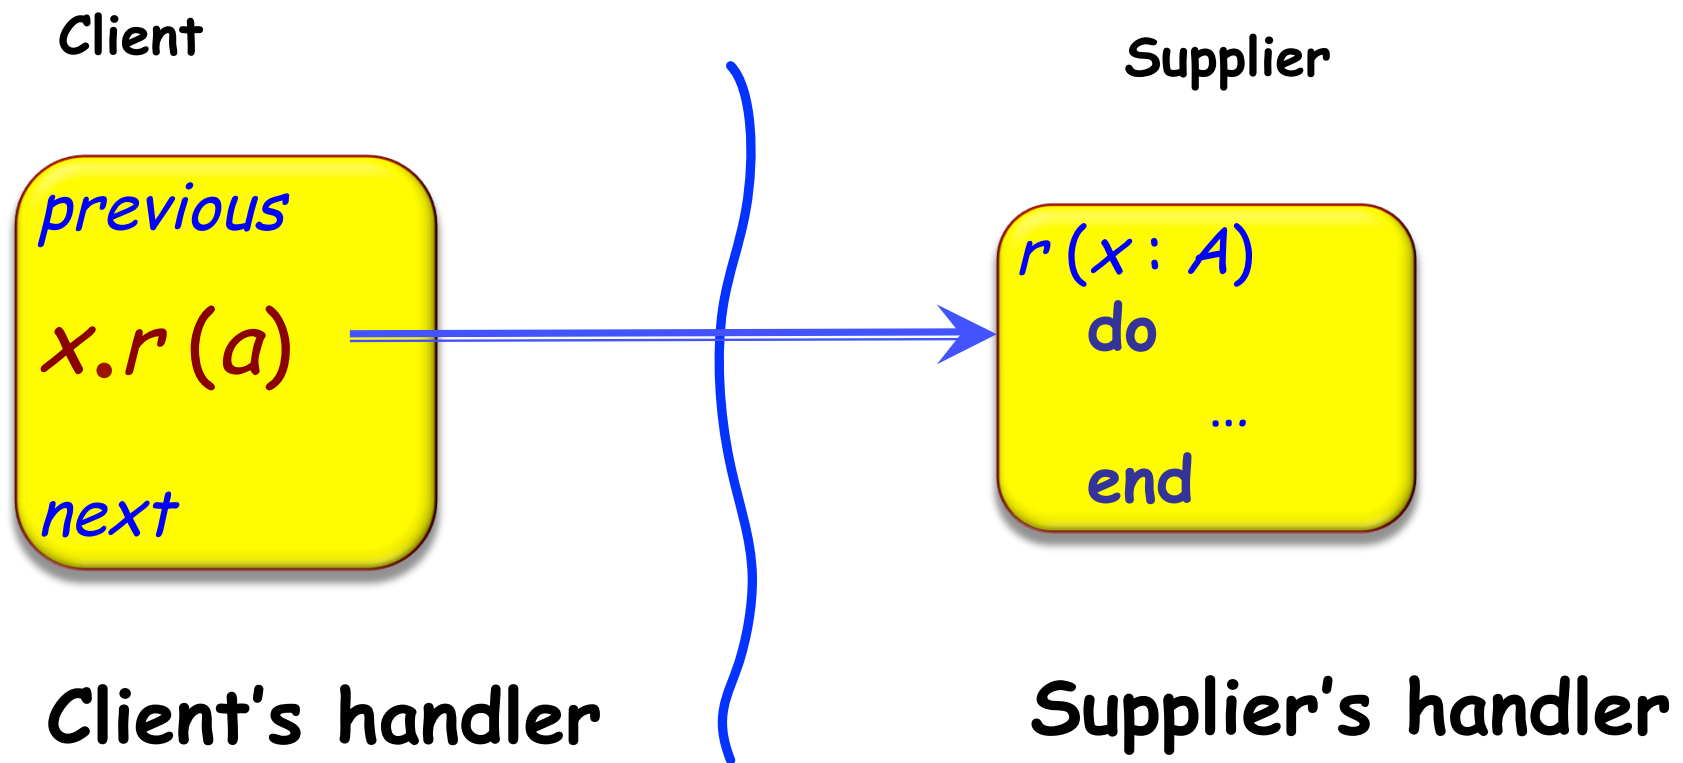 Client
Supplier
previous
x.r (a)
next
r (x : A)
do
...
end
Client’s handler
Supplier’s handler